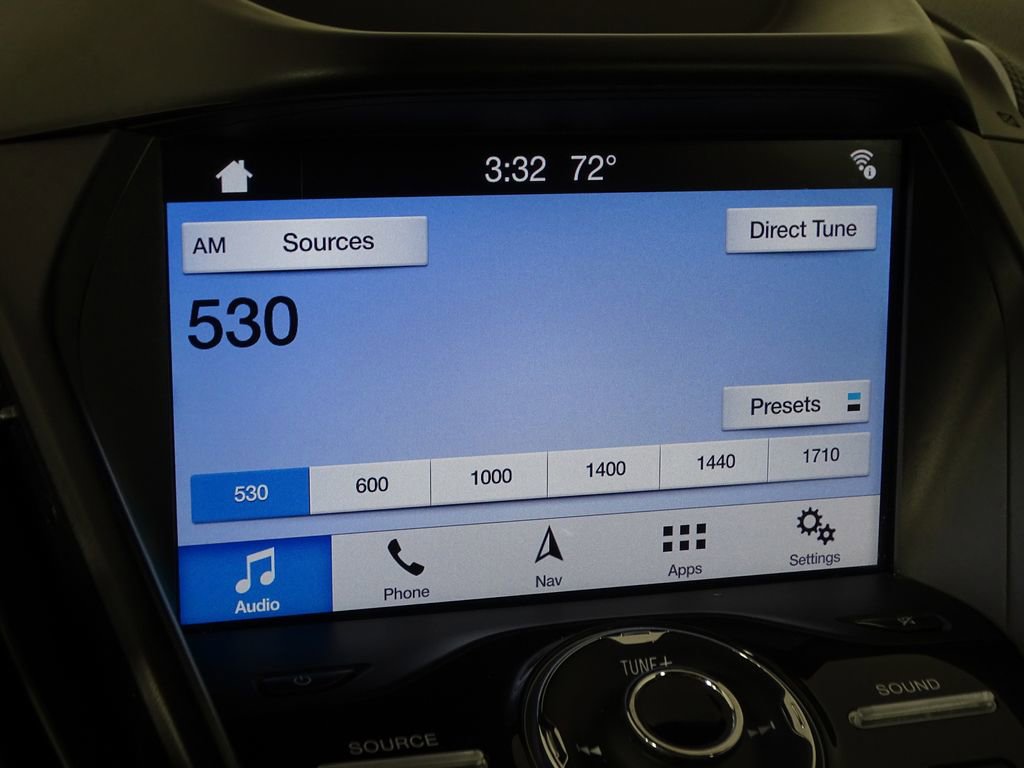 3:32 72°
AM Sources
Direct Tune
530
Presets
530 600 1000 1400 1440 1710
Audio Phone Nav Apps Settings
TUNE+
SOUND
SOURCE